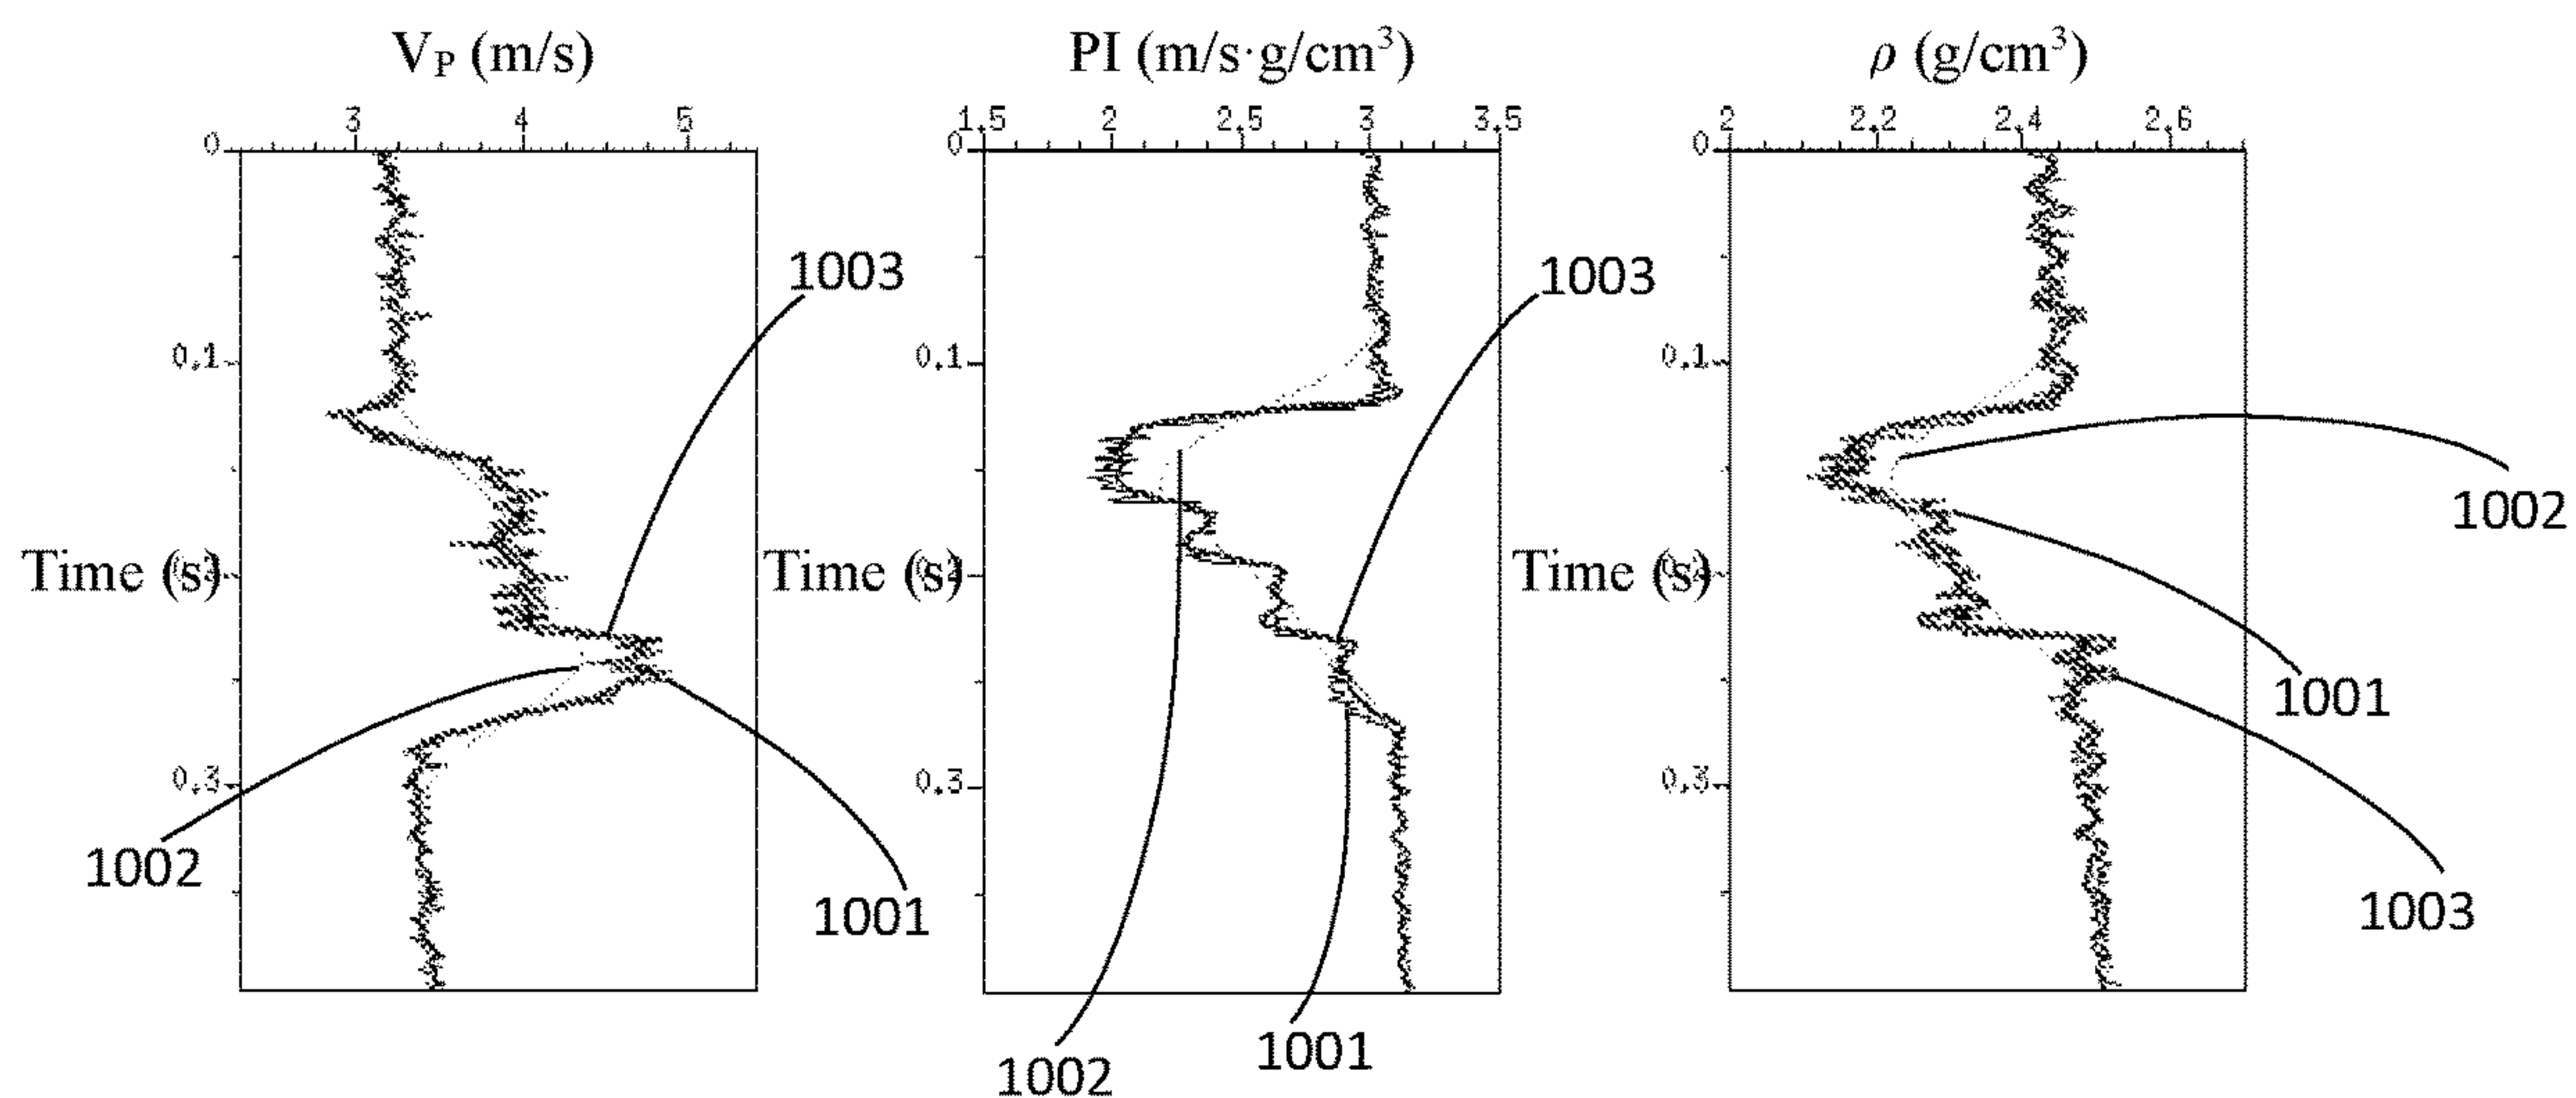 V_P (m/s) PI (m/s·g/cm³) ρ (g/cm³)
3 4 5 1.5 2 2.5 3 3.5 2 2.2 2.4 2.6
0 0 0
1003 1003
0.1 0.1 0.1
1002
Time (s) Time (s) Time (s)
1001
0.3 0.3 0.3
1002 1001 1003
1002 1001